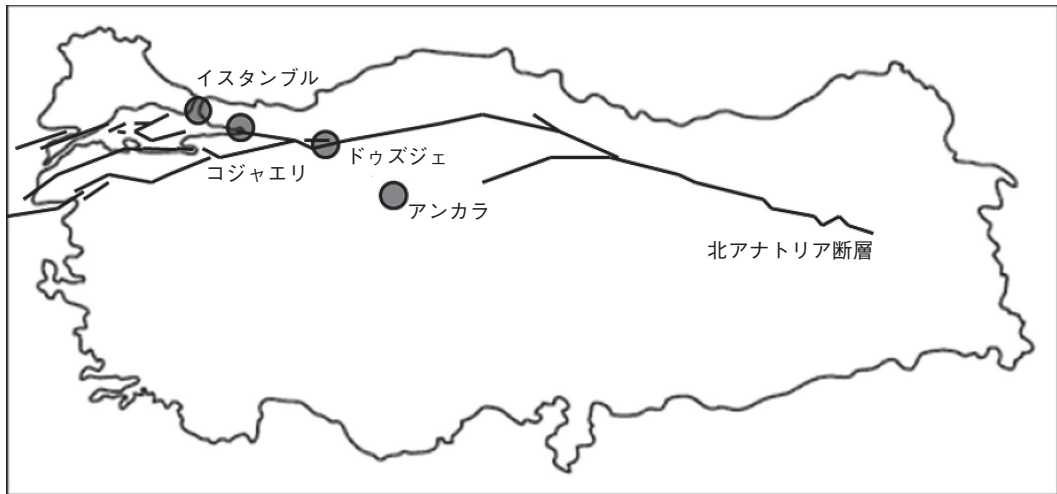 イスタンブル
ドゥズジェ
コジャエリ
アンカラ
北アナトリア断層